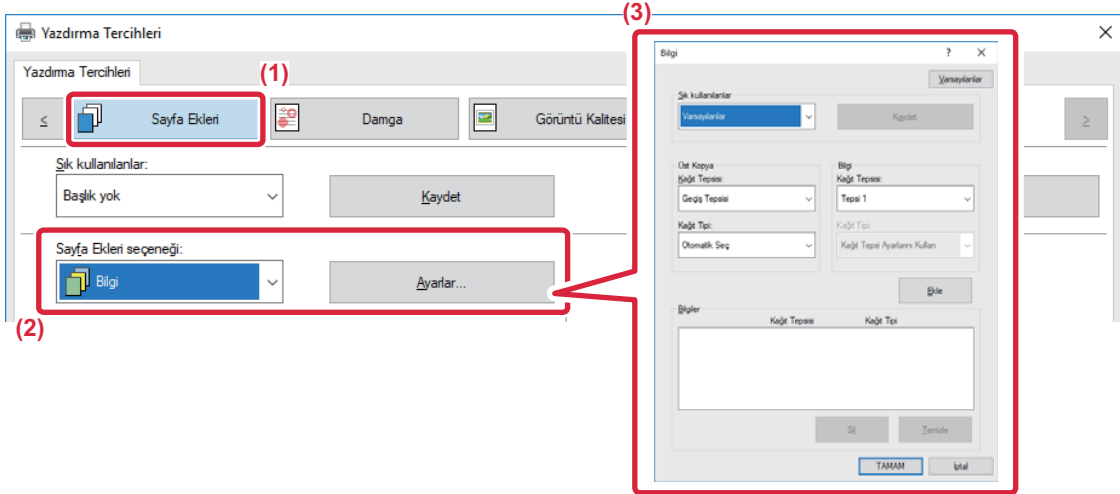 (3)
Yazdırma Tercihleri
Yazdırma Tercihleri
(1)
<
Sayfa Ekleri
Damga
Görüntü Kalitesi
>
Sık kullanılanlar:
Başlık yok
Kaydet
Sayfa Ekleri seçeneği:
Bilgi
Ayarlar...
(2)
Bilgi
?
Varsayılanlar
Sık kullanılanlar
Varsayılanlar
Kaydet
Üst Kopya
Kağıt Tepsisi:
Geçiş Tepsisi
Kağıt Tipi:
Otomatik Seç
Bilgi
Kağıt Tepsisi:
Tepsi 1
Kağıt Tipi:
Kağıt Tepsi Ayarlarını Kullan
Ekle
Bilgiler
Kağıt Tepsisi Kağıt Tipi
Sil
Temizle
TAMAM
İptal